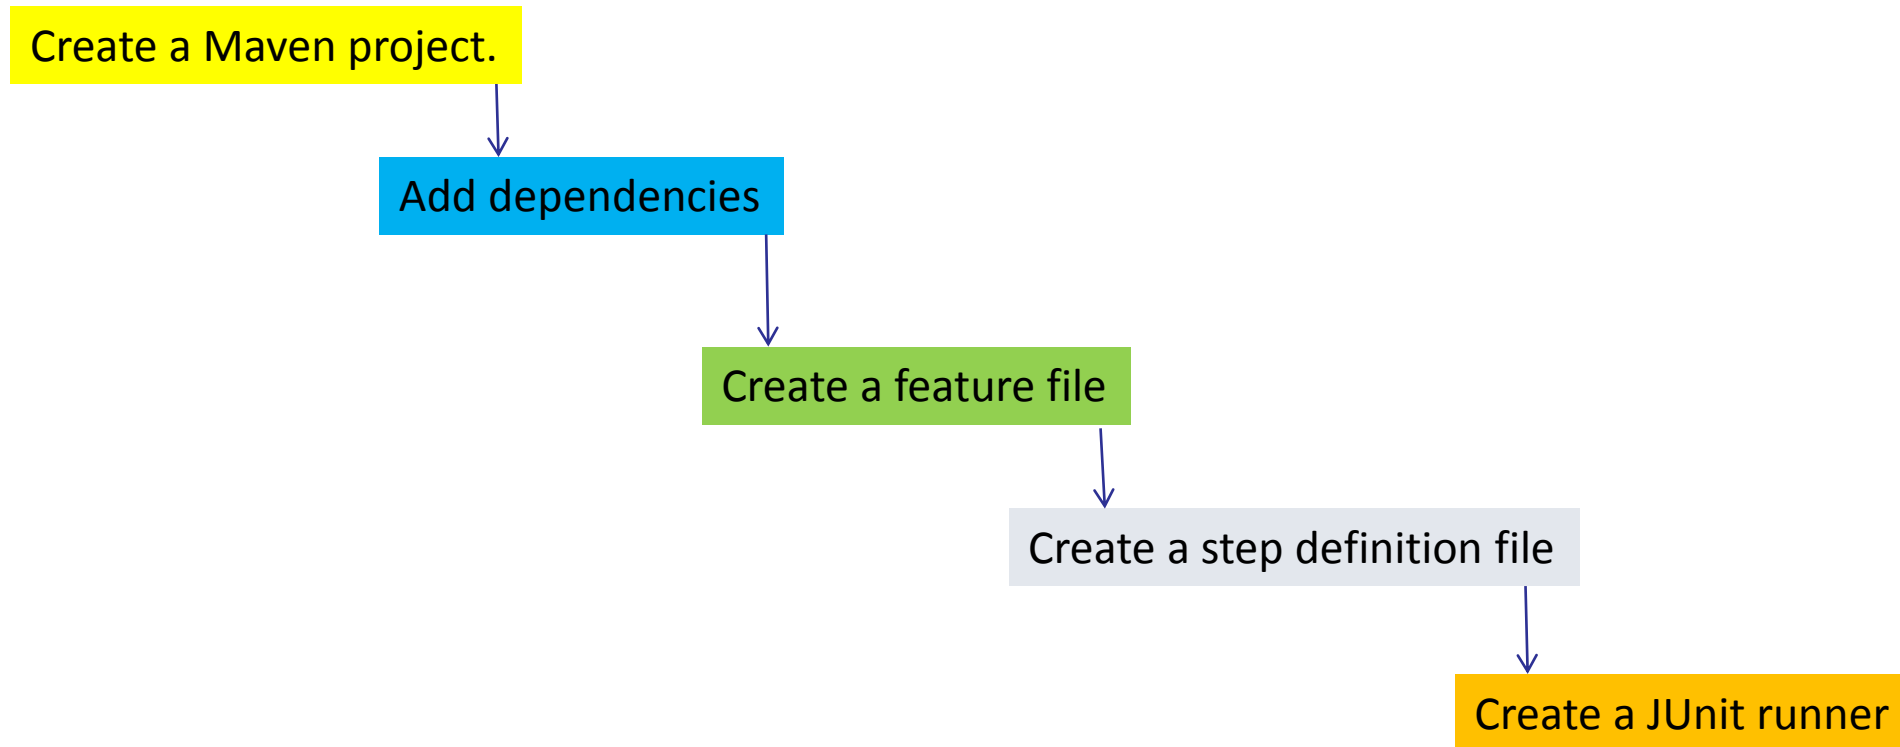 Create a Maven project.
Add dependencies
Create a feature file
Create a step definition file
Create a JUnit runner